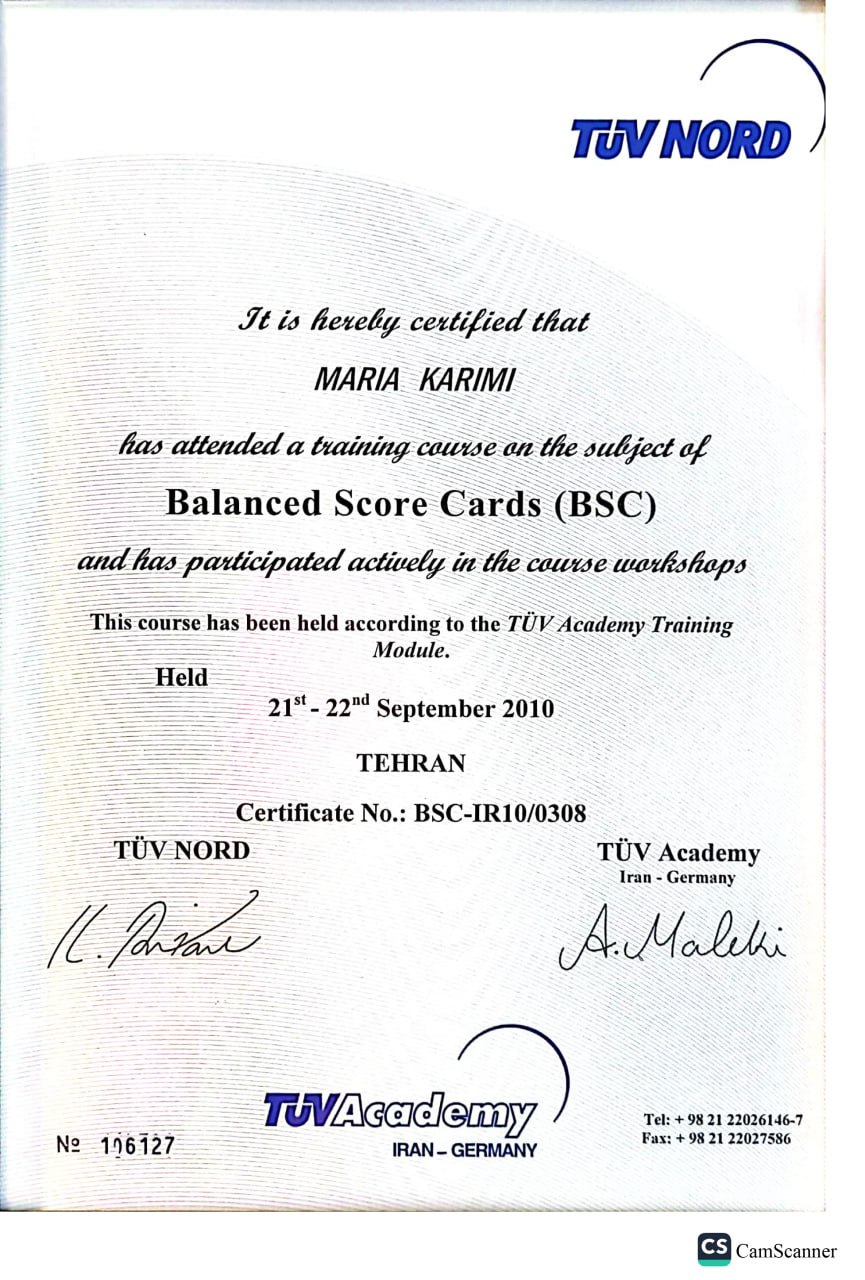 TÜV NORD
It is hereby certified that
MARIA KARIMI
has attended a training course on the subject of
Balanced Score Cards (BSC)
and has participated actively in the course workshops
This course has been held according to the TÜV Academy Training
Module.
Held
21st - 22nd September 2010
TEHRAN
Certificate No.: BSC-IR10/0308
TÜV NORD
TÜV Academy
Iran - Germany
A. Maleki
TÜV Academy
IRAN – GERMANY
Tel: + 98 21 22026146-7
Fax: + 98 21 22027586
№ 106127
CS CamScanner